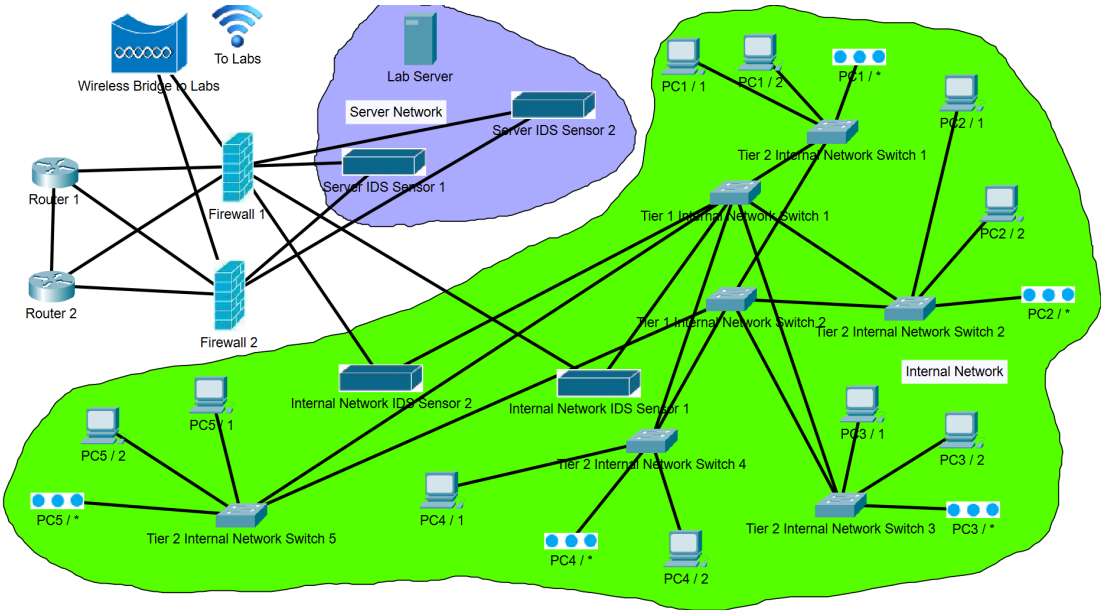 To Labs
Wireless Bridge to Labs
Lab Server
Server Network
Server IDS Sensor 2
Server IDS Sensor 1
Router 1
Firewall 1
Router 2
Firewall 2
PC1 / 1
PC1 / 2
PC1 / *
PC2 / 1
Tier 2 Internal Network Switch 1
Tier 1 Internal Network Switch 1
PC2 / 2
PC2 / *
Tier 1 Internal Network Switch 2
Tier 2 Internal Network Switch 2
Internal Network
Internal Network IDS Sensor 2
Internal Network IDS Sensor 1
PC5 / 1
PC5 / 2
PC5 / *
Tier 2 Internal Network Switch 5
PC3 / 1
PC3 / 2
Tier 2 Internal Network Switch 4
PC4 / 1
PC4 / *
PC4 / 2
Tier 2 Internal Network Switch 3
PC3 / *